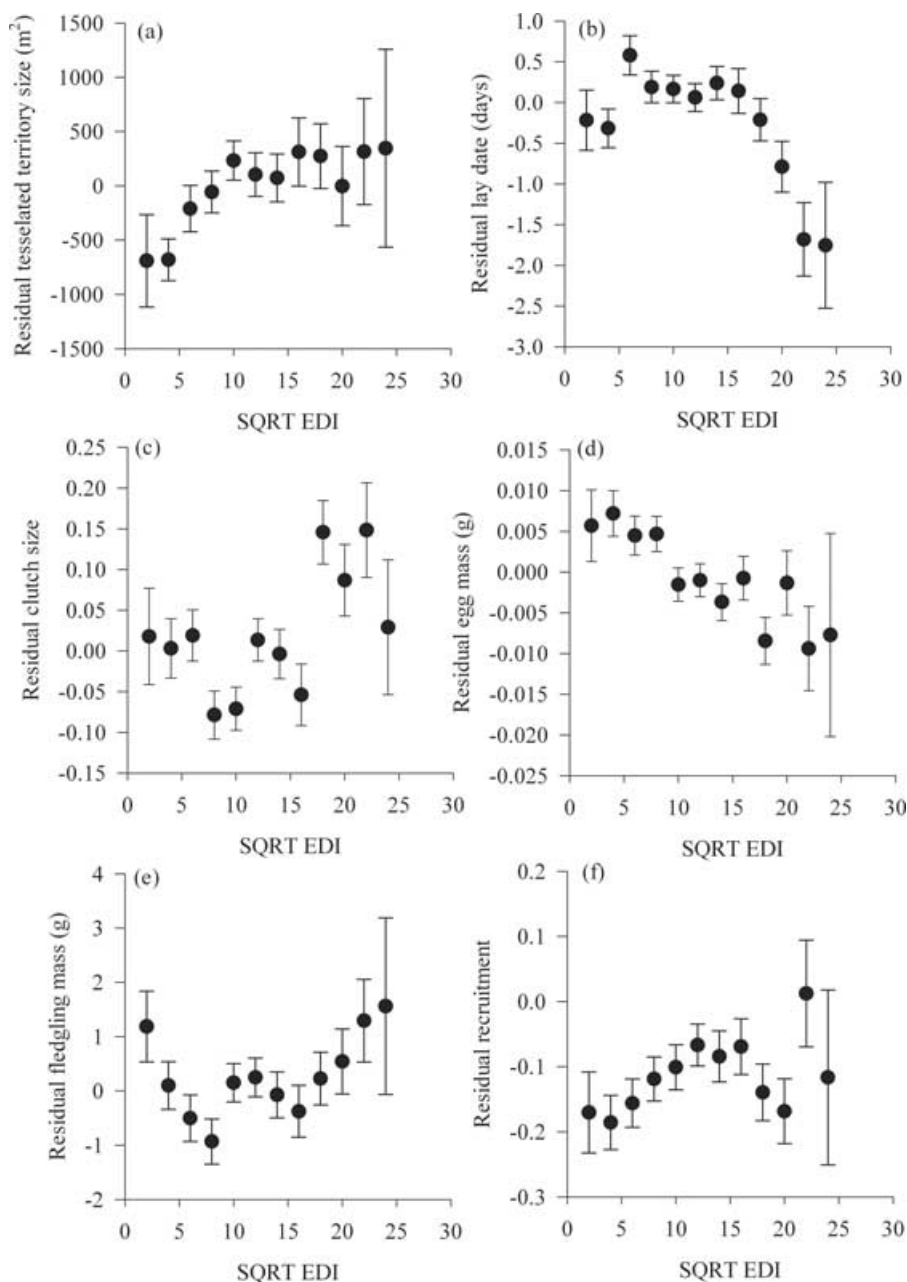 (a)
Residual tesselated territory size (m²)
1500
1000
500
0
-500
-1000
-1500
0 5 10 15 20 25 30
SQRT EDI
(b)
Residual lay date (days)
1.0
0.5
0.0
-0.5
-1.0
-1.5
-2.0
-2.5
-3.0
0 5 10 15 20 25 30
SQRT EDI
(c)
Residual clutch size
0.25
0.20
0.15
0.10
0.05
0.00
-0.05
-0.10
-0.15
0 5 10 15 20 25 30
SQRT EDI
(d)
Residual egg mass (g)
0.015
0.010
0.005
0.000
-0.005
-0.010
-0.015
-0.020
-0.025
0 5 10 15 20 25 30
SQRT EDI
(e)
Residual fledgling mass (g)
4
3
2
1
0
-1
-2
0 5 10 15 20 25 30
SQRT EDI
(f)
Residual recruitment
0.2
0.1
0.0
-0.1
-0.2
-0.3
0 5 10 15 20 25 30
SQRT EDI